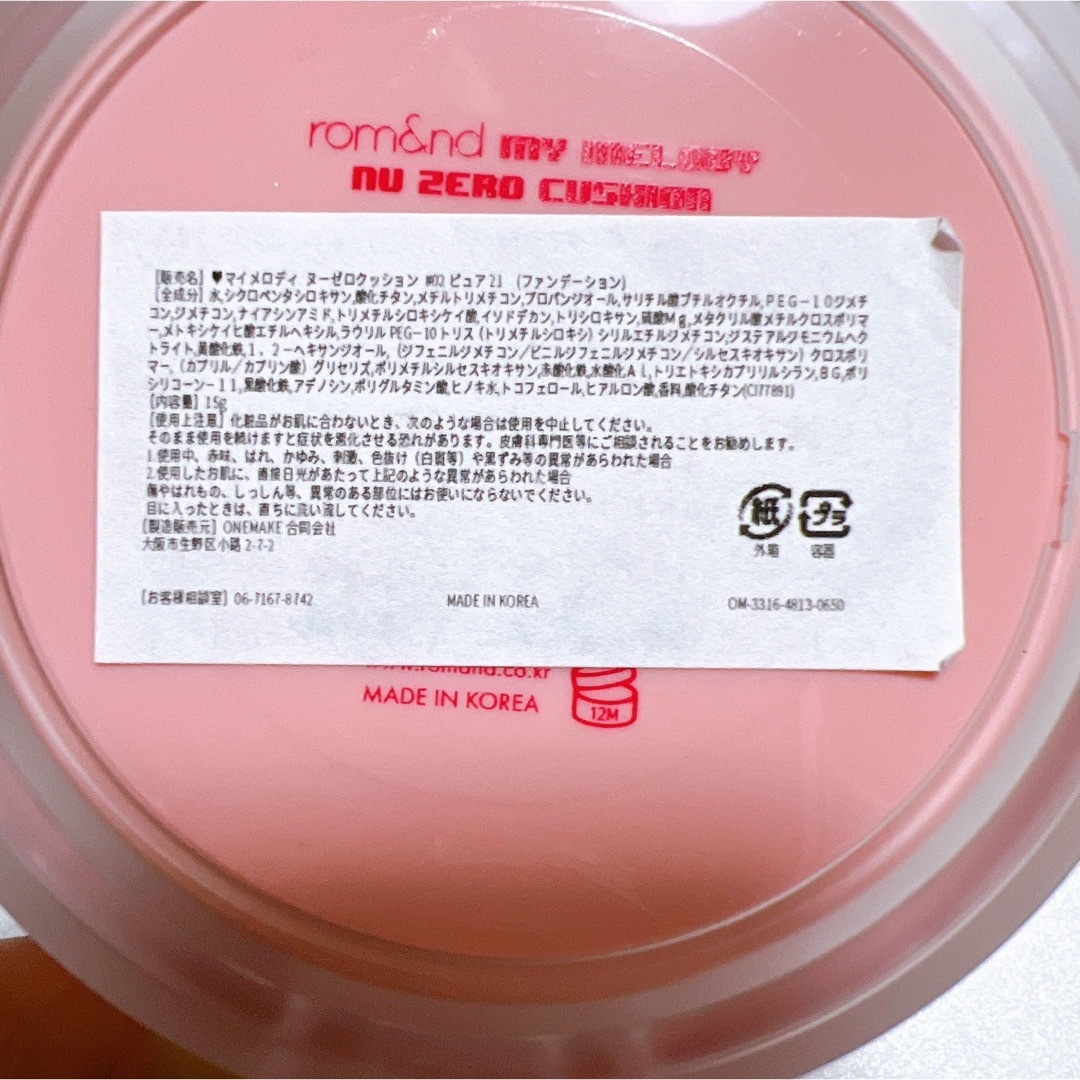 rom&nd MY MELODY
NU ZERO CUSHION
[販売名] ♥マイメロディ ヌーゼロクッション #02 ピュア 21 (ファンデーション)
[全成分] 水,シクロペンタシロキサン,酸化チタン,メチルトリメチコン,プロパンジオール,サリチル酸ブチルオクチル,ＰＥＧ－１０ジメチ
コン,ジメチコン,ナイアシンアミド,トリメチルシロキシケイ酸,イソドデカン,トリシロキサン,硫酸Ｍｇ,メタクリル酸メチルクロスポリマ
ー,メトキシケイヒ酸エチルヘキシル,ラウリル PEG-10 トリス (トリメチルシロキシ) シリルエチルジメチコン,ジステアルジモニウムヘク
トライト,黄酸化鉄,１，２－ヘキサンジオール, (ジフェニルジメチコン／ビニルジフェニルジメチコン／シルセスキオキサン) クロスポリ
マー, (カプリル／カプリン酸) グリセリズ,ポリメチルシルセスキオキサン,赤酸化鉄,水酸化ＡＬ,トリエトキシカプリリルシラン,ＢＧ,ポリ
シリコーン－１１,黒酸化鉄,アデノシン,ポリグルタミン酸,ヒノキ水,トコフェロール,ヒアルロン酸,香料,酸化チタン(CI77891)
[内容量] 15g
[使用上注意] 化粧品がお肌に合わないとき、次のような場合は使用を中止してください。
そのまま使用を続けますと症状を悪化させる恐れがあります。皮膚科専門医等にご相談されることをお勧めします。
1.使用中、赤味、はれ、かゆみ、刺激、色抜け (白斑等) や黒ずみ等の異常があらわれた場合
2.使用したお肌に、直接日光があたって上記のような異常があらわれた場合
傷やはれもの、しっしん等、異常のある部位にはお使いにならないでください。
目に入ったときは、直ちに洗い流してください。
[製造販売元] ONEMAKE 合同会社
大阪市生野区小路 2-7-2
紙 プラ
外箱 容器
[お客様相談室] 06-7167-8742 MADE IN KOREA OM-3316-4813-0650
www.romand.co.kr
MADE IN KOREA 12M